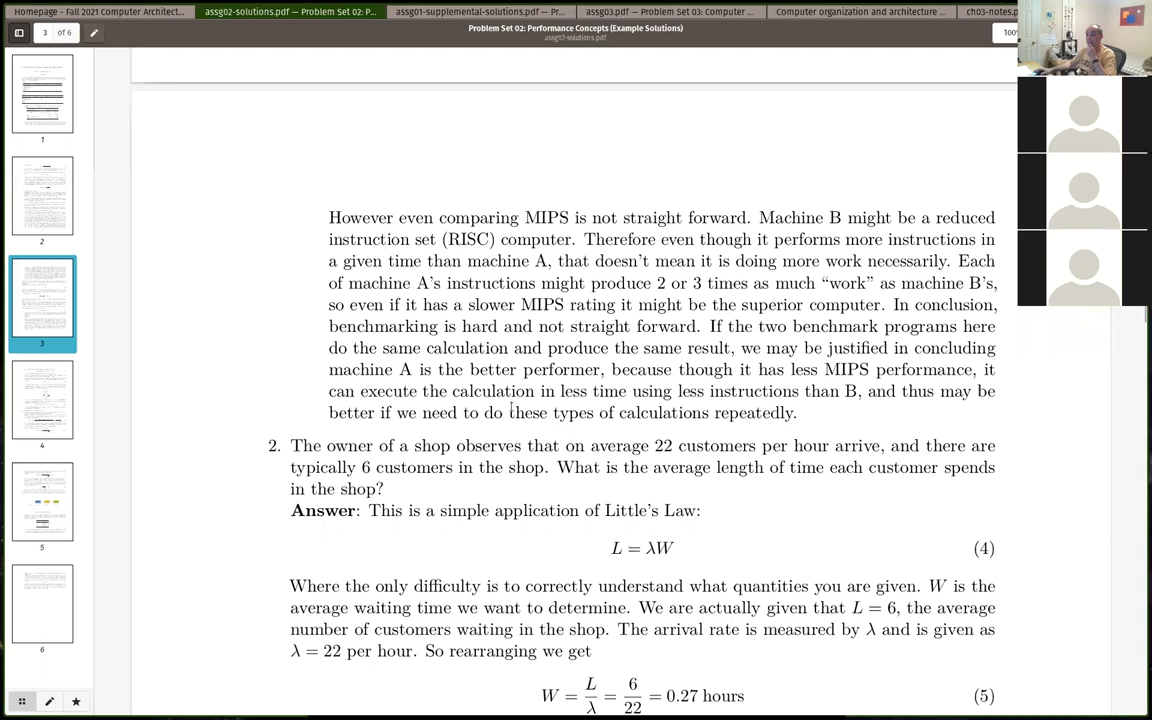 Homepage - Fall 2021 Computer Architect...
assg02-solutions.pdf — Problem Set 02: P...
assg01-supplemental-solutions.pdf — Pr...
assg03.pdf — Problem Set 03: Computer ...
Computer organization and architecture ...
ch03-notes.p
3 of 6
Problem Set 02: Performance Concepts (Example Solutions)
assg02-solutions.pdf
100%
1
2
3
4
5
6
However even comparing MIPS is not straight forward. Machine B might be a reduced
instruction set (RISC) computer. Therefore even though it performs more instructions in
a given time than machine A, that doesn't mean it is doing more work necessarily. Each
of machine A's instructions might produce 2 or 3 times as much “work” as machine B's,
so even if it has a slower MIPS rating it might be the superior computer. In conclusion,
benchmarking is hard and not straight forward. If the two benchmark programs here
do the same calculation and produce the same result, we may be justified in concluding
machine A is the better performer, because though it has less MIPS performance, it
can execute the calculation in less time using less instructions than B, and thus may be
better if we need to do these types of calculations repeatedly.
2. The owner of a shop observes that on average 22 customers per hour arrive, and there are
typically 6 customers in the shop. What is the average length of time each customer spends
in the shop?
Answer: This is a simple application of Little's Law:
L = λW (4)
Where the only difficulty is to correctly understand what quantities you are given. W is the
average waiting time we want to determine. We are actually given that L = 6, the average
number of customers waiting in the shop. The arrival rate is measured by λ and is given as
λ = 22 per hour. So rearranging we get
W = L/λ = 6/22 = 0.27 hours (5)